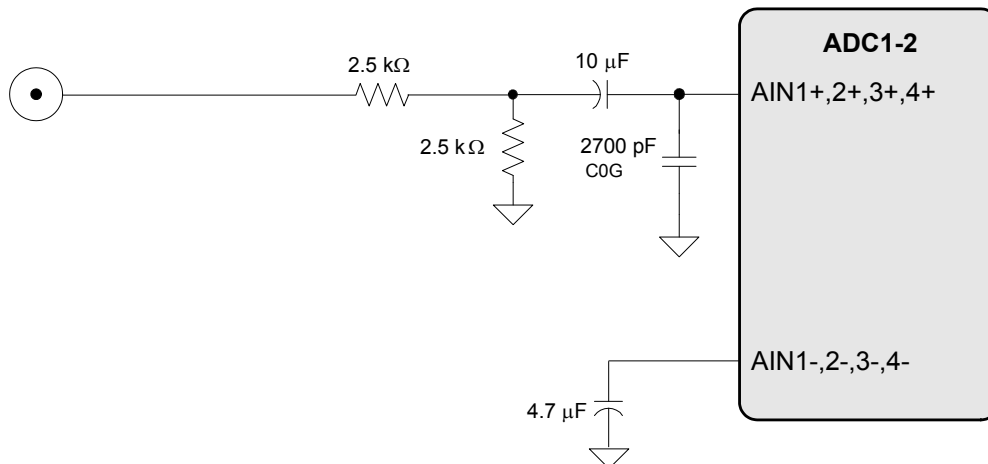 ADC1-2
10 μF
2.5 kΩ
AIN1+,2+,3+,4+
2.5 kΩ
2700 pF
C0G
AIN1-,2-,3-,4-
4.7 μF